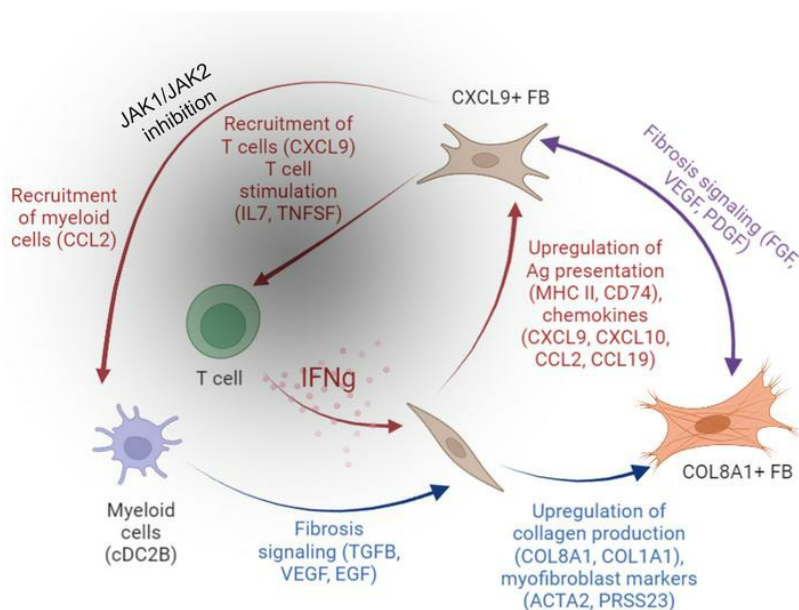 JAK1/JAK2
inhibition
CXCL9+ FB
Recruitment of
T cells (CXCL9)
T cell
stimulation
(IL7, TNFSF)
Recruitment
of myeloid
cells (CCL2)
Fibrosis signaling (FGF,
VEGF, PDGF)
Upregulation of
Ag presentation
(MHC II, CD74),
chemokines
(CXCL9, CXCL10,
CCL2, CCL19)
T cell
IFNg
COL8A1+ FB
Myeloid
cells
(cDC2B)
Fibrosis
signaling (TGFB,
VEGF, EGF)
Upregulation of
collagen production
(COL8A1, COL1A1),
myofibroblast markers
(ACTA2, PRSS23)